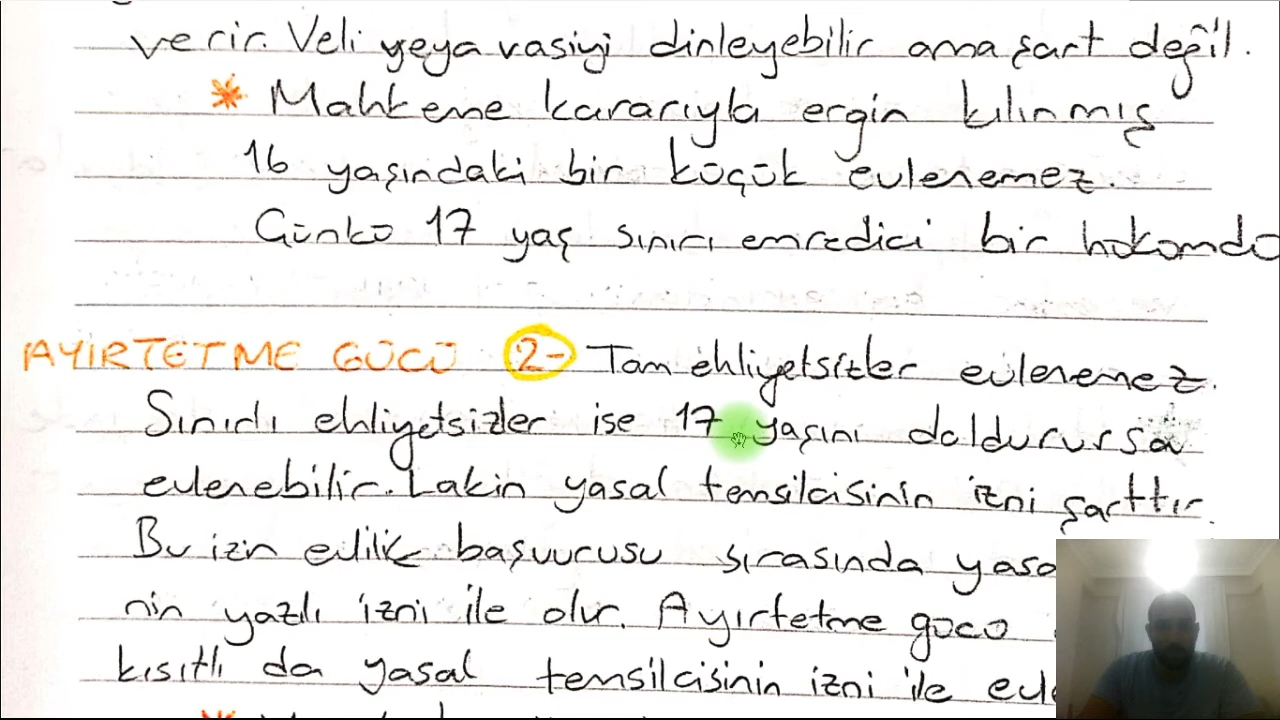 verir. Veli veya vasiyi dinleyebilir ama şart değil.
* Mahkeme kararıyla ergin kılınmış
16 yaşındaki bir küçük evlenemez.
Çünkü 17 yaş sınırı emredici bir hükümdü
AYIRTETME GÜCÜ 2- Tam ehliyetsizler evlenemez.
Sınırlı ehliyetsizler ise 17 yaşını doldurursa
evlenebilir. Lakin yasal temsilcisinin izni şarttır.
Bu izin evlilik başvurusu sırasında yasa
nin yazılı izni ile olur. Ayırtetme gücü
kısıtlı da yasal temsilcisinin izni ile evle